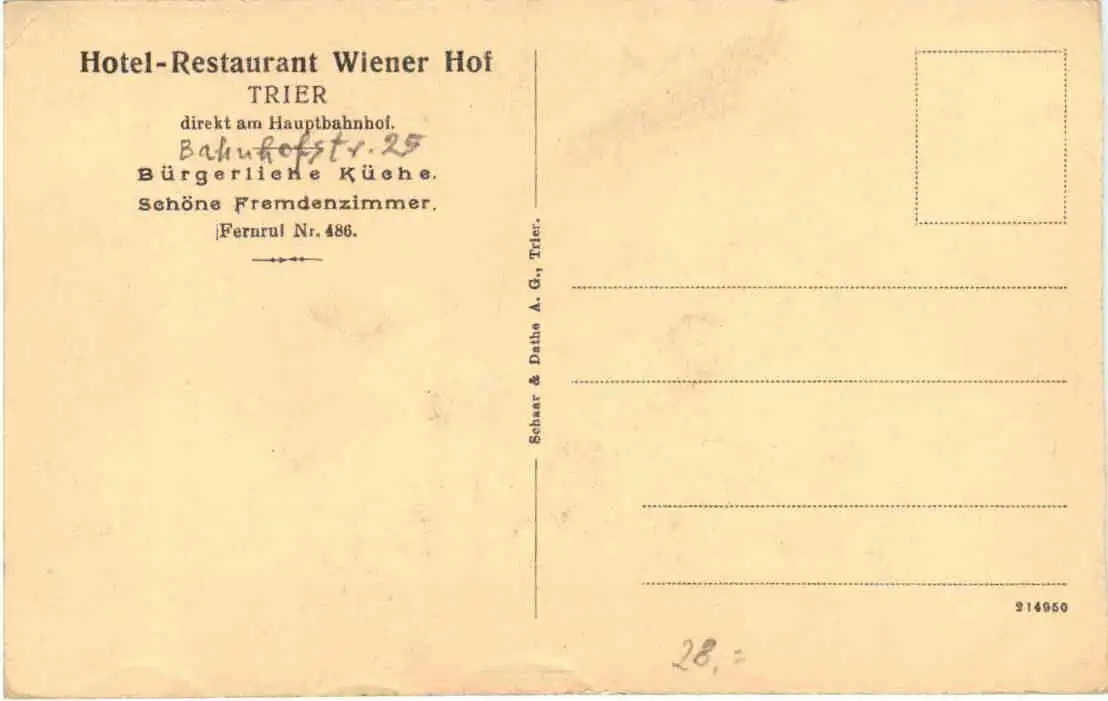 Hotel-Restaurant Wiener Hof
TRIER
direkt am Hauptbahnhof.
Bahnhofstr. 25
Bürgerliche Küche.
Schöne Fremdenzimmer.
Fernruf Nr. 486.
Schaar & Dathe A. G., Trier.
214950
28,=